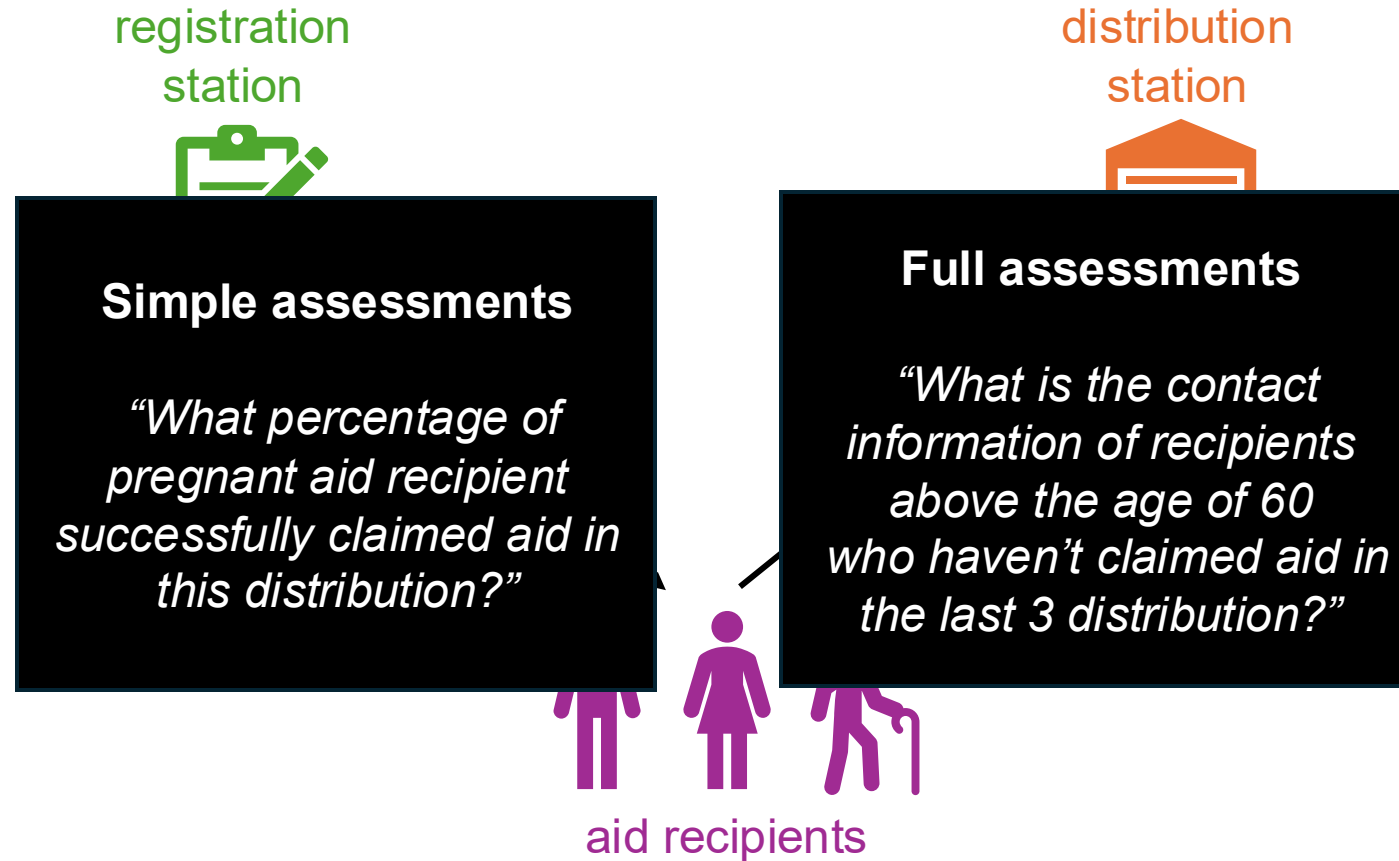 registration
station
distribution
station
Simple assessments
“What percentage of
pregnant aid recipient
successfully claimed aid in
this distribution?”
Full assessments
“What is the contact
information of recipients
above the age of 60
who haven’t claimed aid in
the last 3 distribution?”
aid recipients